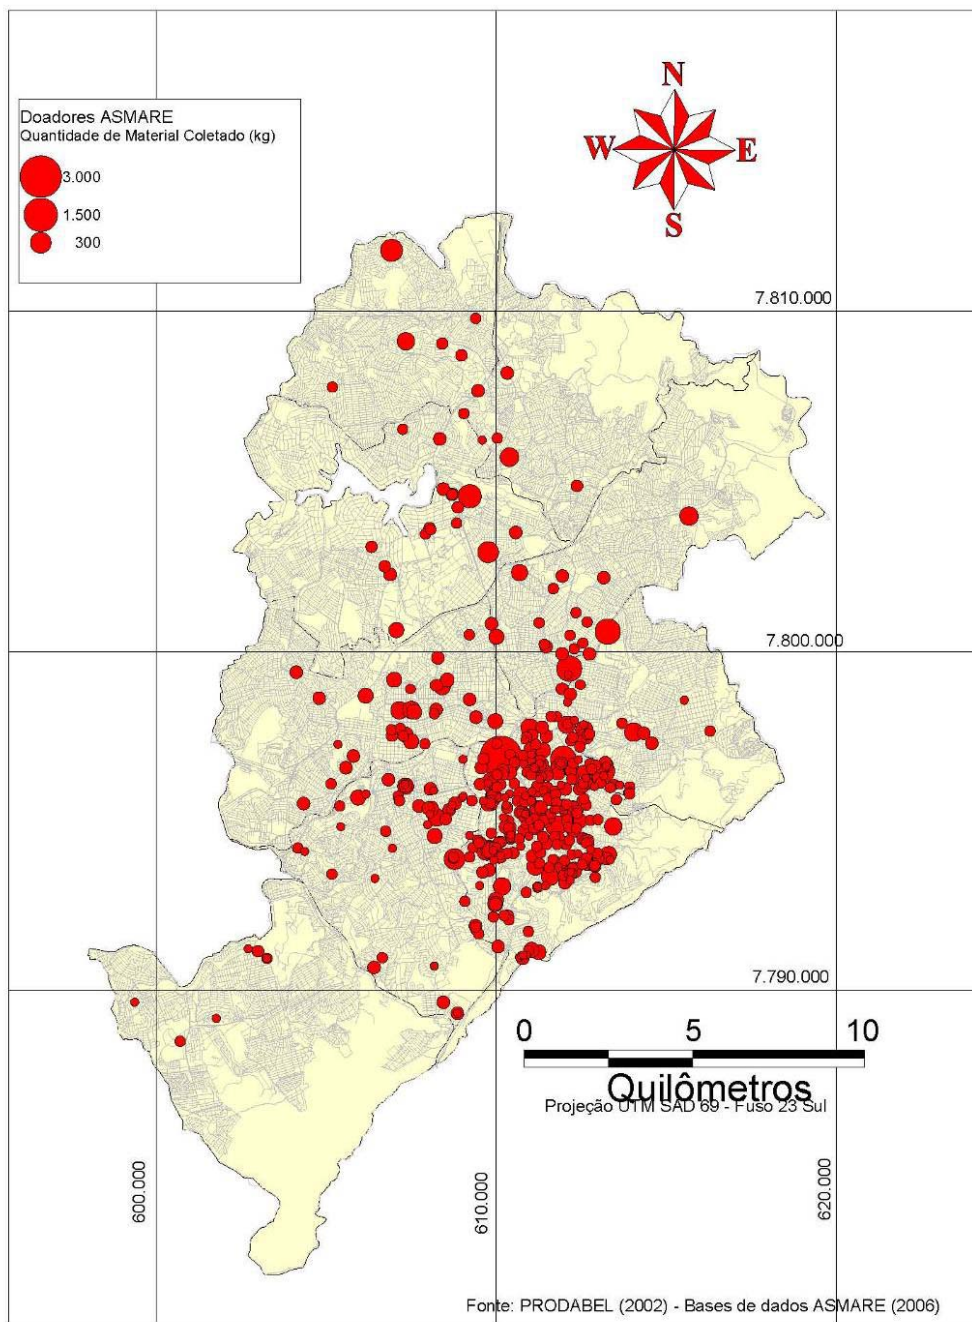 N
W E
S
Doadores ASMARE
Quantidade de Material Coletado (kg)
3.000
1.500
300
7.810.000
7.800.000
7.790.000
0 5 10
Quilômetros
Projeção UTM SAD 69 - Fuso 23 Sul
600.000
610.000
620.000
Fonte: PRODABEL (2002) - Bases de dados ASMARE (2006)